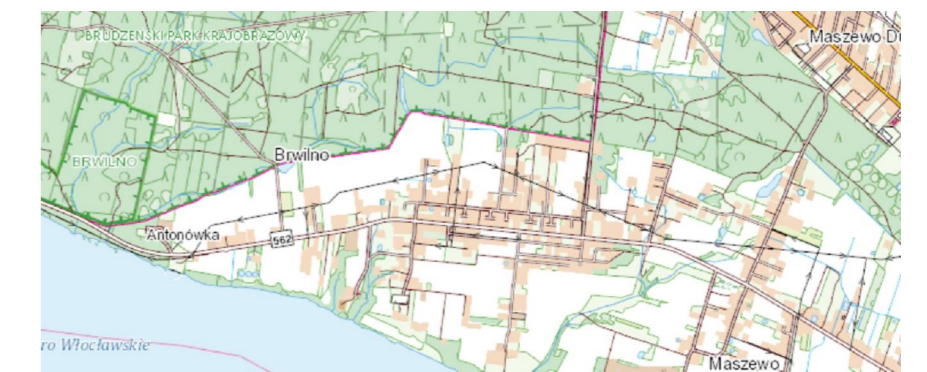 BRUDZEŃSKI PARK KRAJOBRAZOWY
Maszewo Du
Brwilno
BRWILNO
Antonówka
562
ro Włocławskie
Maszewo